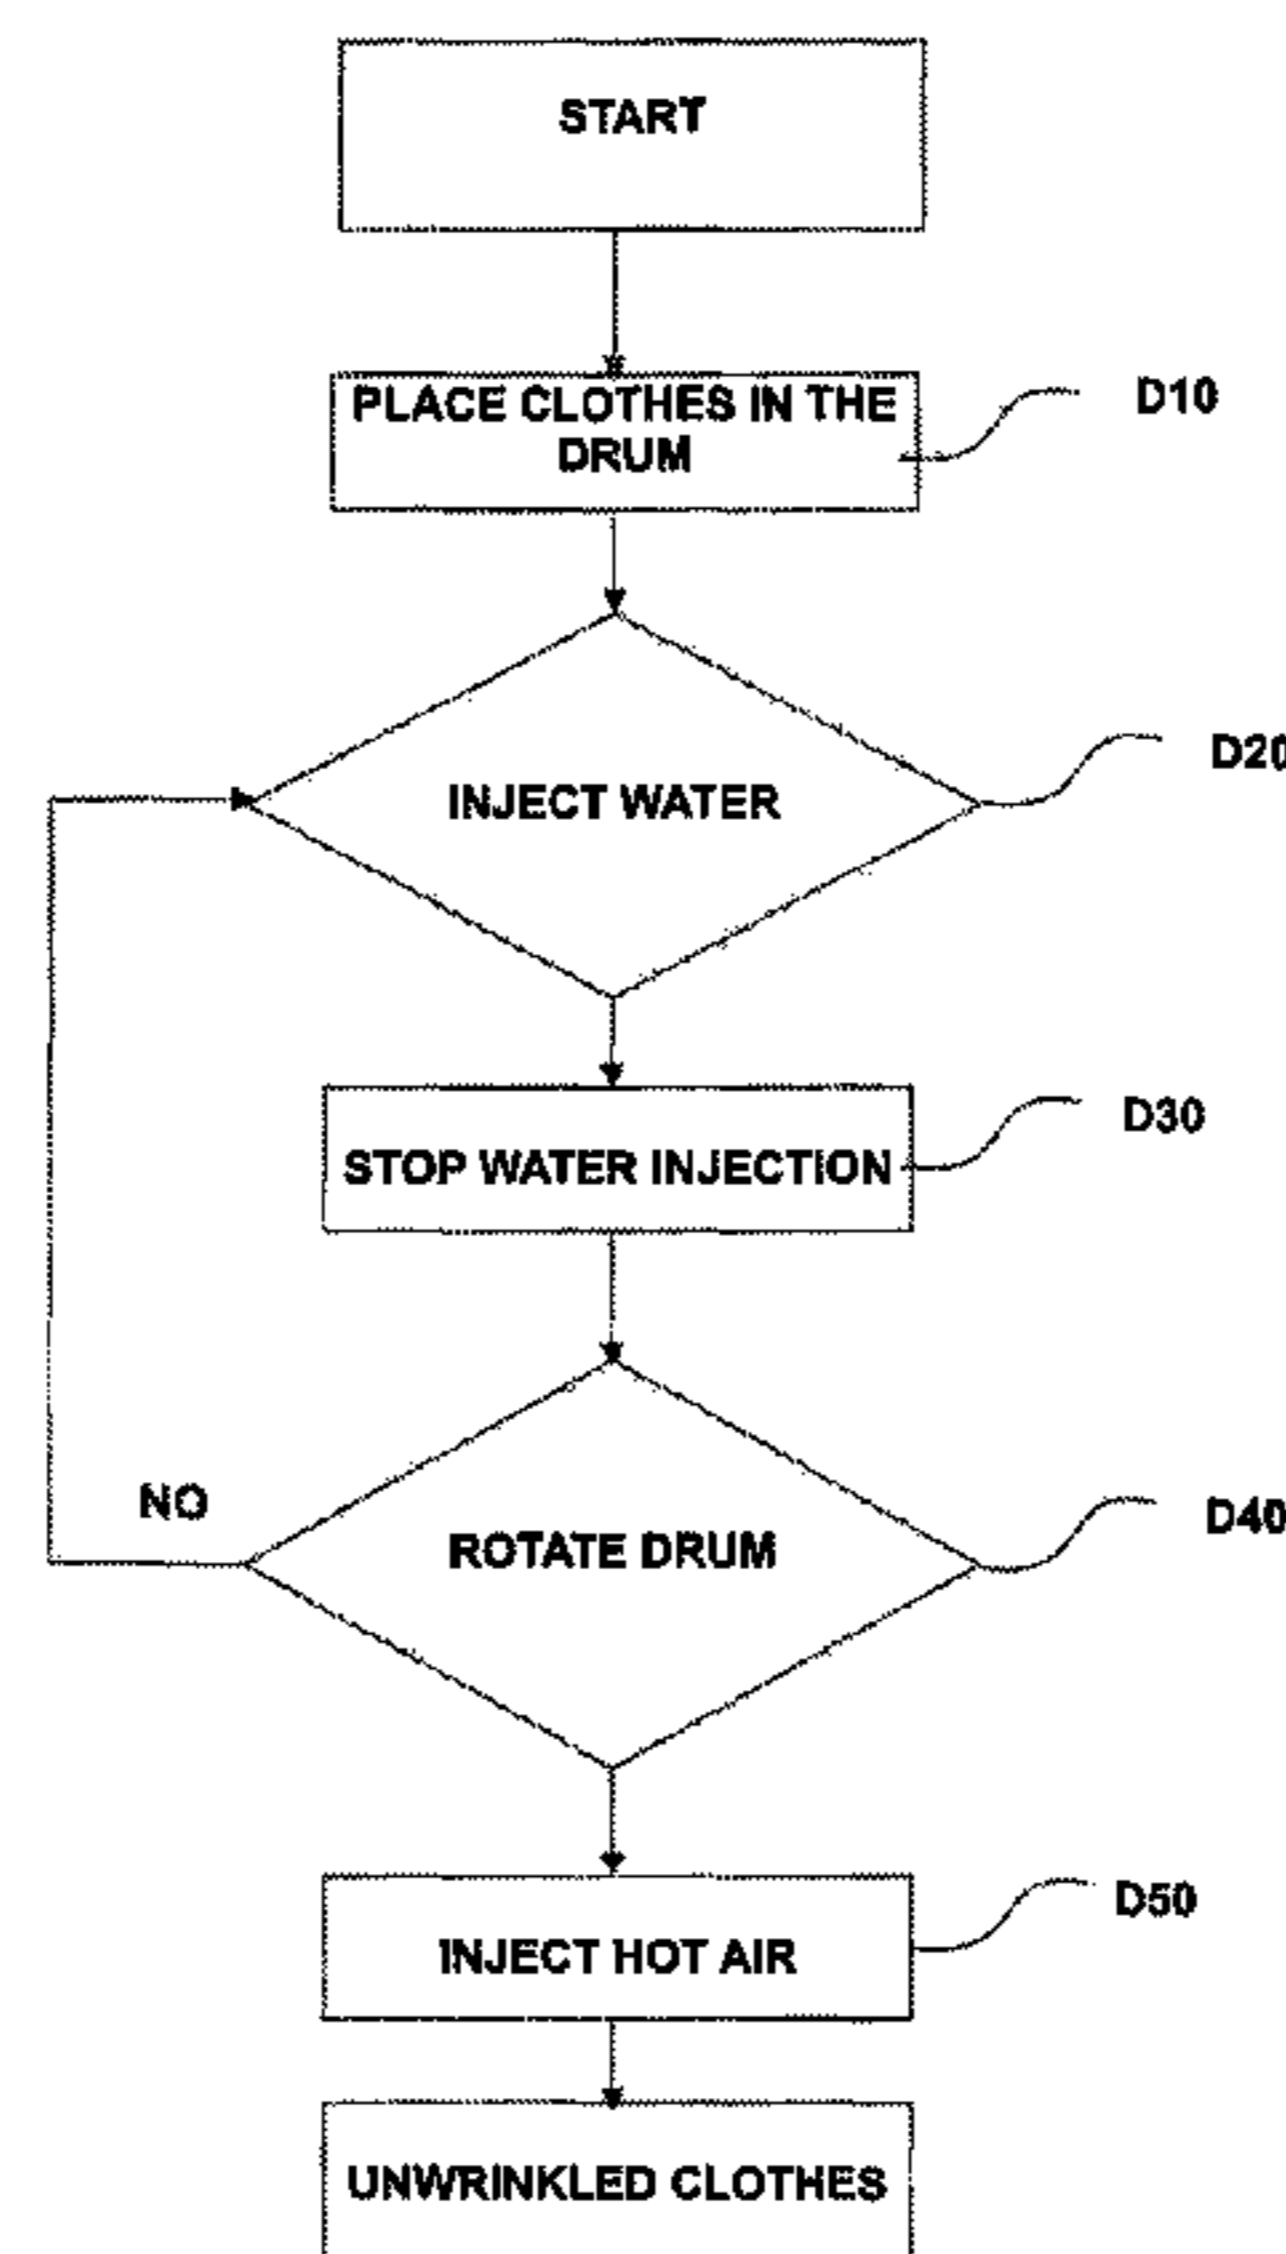 START
PLACE CLOTHES IN THE
DRUM
D10
D20
INJECT WATER
D30
STOP WATER INJECTION
NO
D40
ROTATE DRUM
D50
INJECT HOT AIR
UNWRINKLED CLOTHES